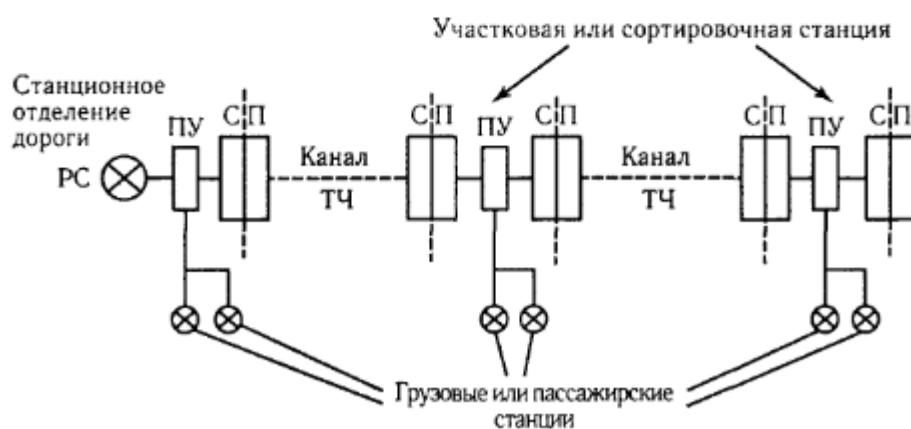 Участковая или сортировочная станция
Станционное
отделение
дороги
ПУ
СП
СП
ПУ
СП
СП
ПУ
СП
РС
Канал
ТЧ
Канал
ТЧ
Грузовые или пассажирские
станции